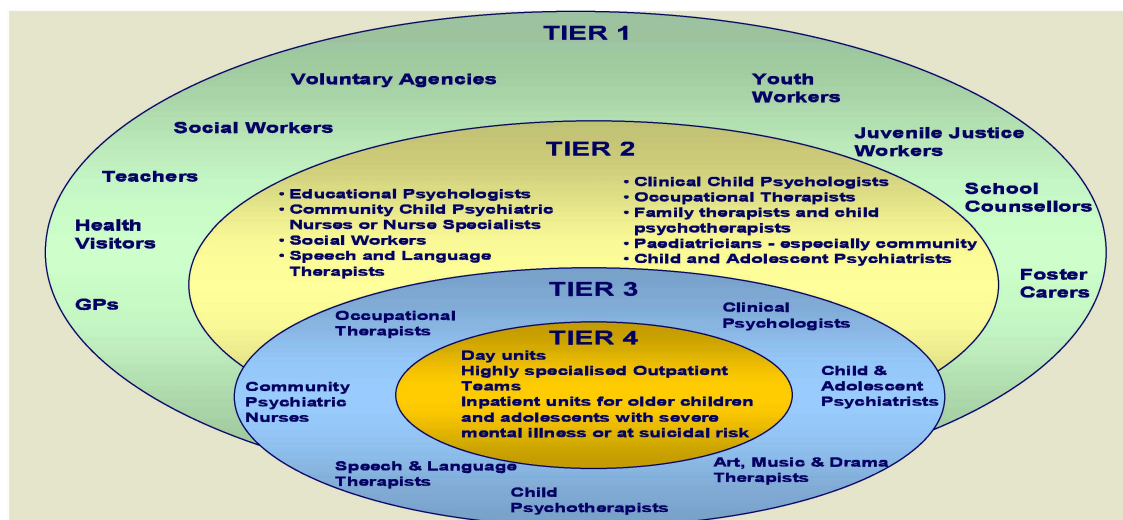 TIER 1
Voluntary Agencies
Youth
Workers
Social Workers
Juvenile Justice
Workers
Teachers
School
Counsellors
Health
Visitors
Foster
Carers
GPs
TIER 2
• Educational Psychologists
• Community Child Psychiatric
Nurses or Nurse Specialists
• Social Workers
• Speech and Language
Therapists
• Clinical Child Psychologists
• Occupational Therapists
• Family therapists and child
psychotherapists
• Paediatricians - especially community
• Child and Adolescent Psychiatrists
TIER 3
Occupational
Therapists
Clinical
Psychologists
Community
Psychiatric
Nurses
Child &
Adolescent
Psychiatrists
Speech & Language
Therapists
Art, Music & Drama
Therapists
Child
Psychotherapists
TIER 4
Day units
Highly specialised Outpatient
Teams
Inpatient units for older children
and adolescents with severe
mental illness or at suicidal risk